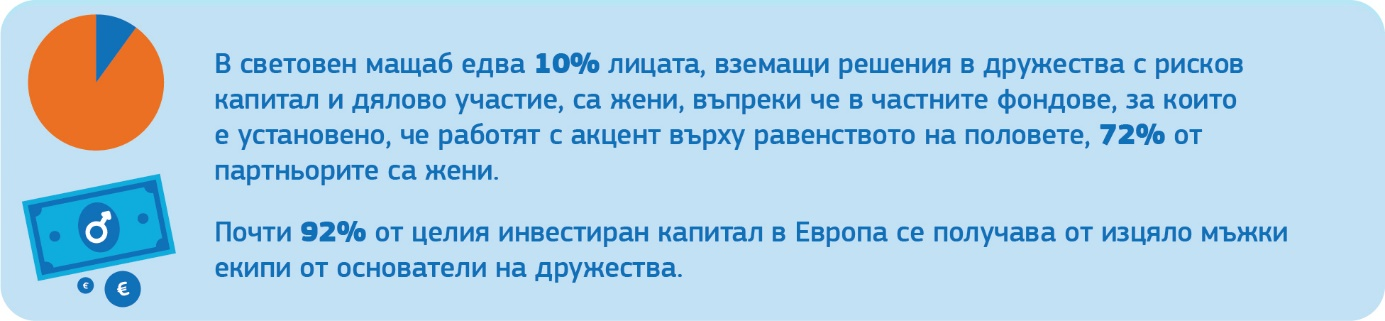 В световен мащаб едва 10% лицата, вземащи решения в дружества с рисков
капитал и дялово участие, са жени, въпреки че в частните фондове, за които
е установено, че работят с акцент върху равенството на половете, 72% от
партньорите са жени.
Почти 92% от целия инвестиран капитал в Европа се получава от изцяло мъжки
екипи от основатели на дружества.
€
€